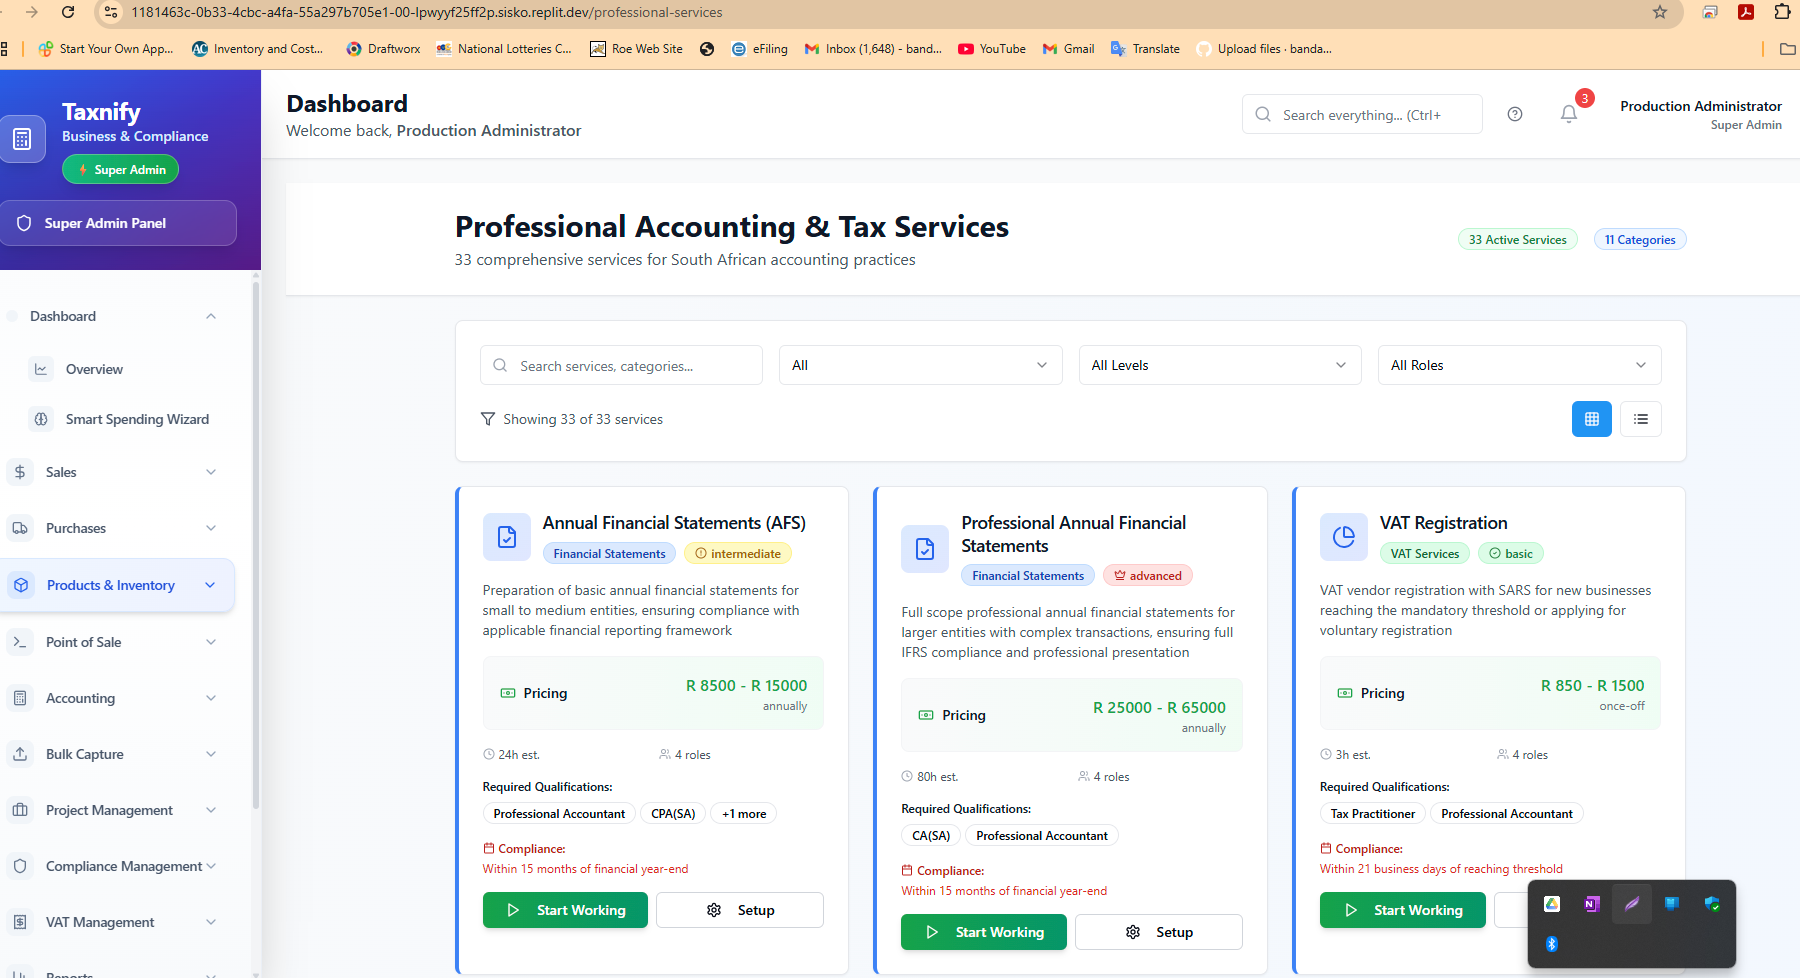 1181463c-0b33-4cbc-a4fa-55a297b705e1-00-lpwyyf25ff2p.sisko.replit.dev/professional-services
Start Your Own App... Inventory and Cost... Draftworx National Lotteries C... Roe Web Site eFiling Inbox (1,648) - band... YouTube Gmail Translate Upload files · banda...
Taxnify
Business & Compliance
Super Admin
Super Admin Panel
Dashboard
Overview
Smart Spending Wizard
Sales
Purchases
Products & Inventory
Point of Sale
Accounting
Bulk Capture
Project Management
Compliance Management
VAT Management
Reports
Dashboard
Welcome back, Production Administrator
Search everything... (Ctrl+
3
Production Administrator
Super Admin
Professional Accounting & Tax Services
33 comprehensive services for South African accounting practices
33 Active Services
11 Categories
Search services, categories...
All
All Levels
All Roles
Showing 33 of 33 services
Annual Financial Statements (AFS)
Financial Statements
intermediate
Preparation of basic annual financial statements for
small to medium entities, ensuring compliance with
applicable financial reporting framework
Pricing
R 8500 - R 15000
annually
24h est.
4 roles
Required Qualifications:
Professional Accountant
CPA(SA)
+1 more
Compliance:
Within 15 months of financial year-end
Start Working
Setup
Professional Annual Financial
Statements
Financial Statements
advanced
Full scope professional annual financial statements for
larger entities with complex transactions, ensuring full
IFRS compliance and professional presentation
Pricing
R 25000 - R 65000
annually
80h est.
4 roles
Required Qualifications:
CA(SA)
Professional Accountant
Compliance:
Within 15 months of financial year-end
Start Working
Setup
VAT Registration
VAT Services
basic
VAT vendor registration with SARS for new businesses
reaching the mandatory threshold or applying for
voluntary registration
Pricing
R 850 - R 1500
once-off
3h est.
4 roles
Required Qualifications:
Tax Practitioner
Professional Accountant
Compliance:
Within 21 business days of reaching threshold
Start Working